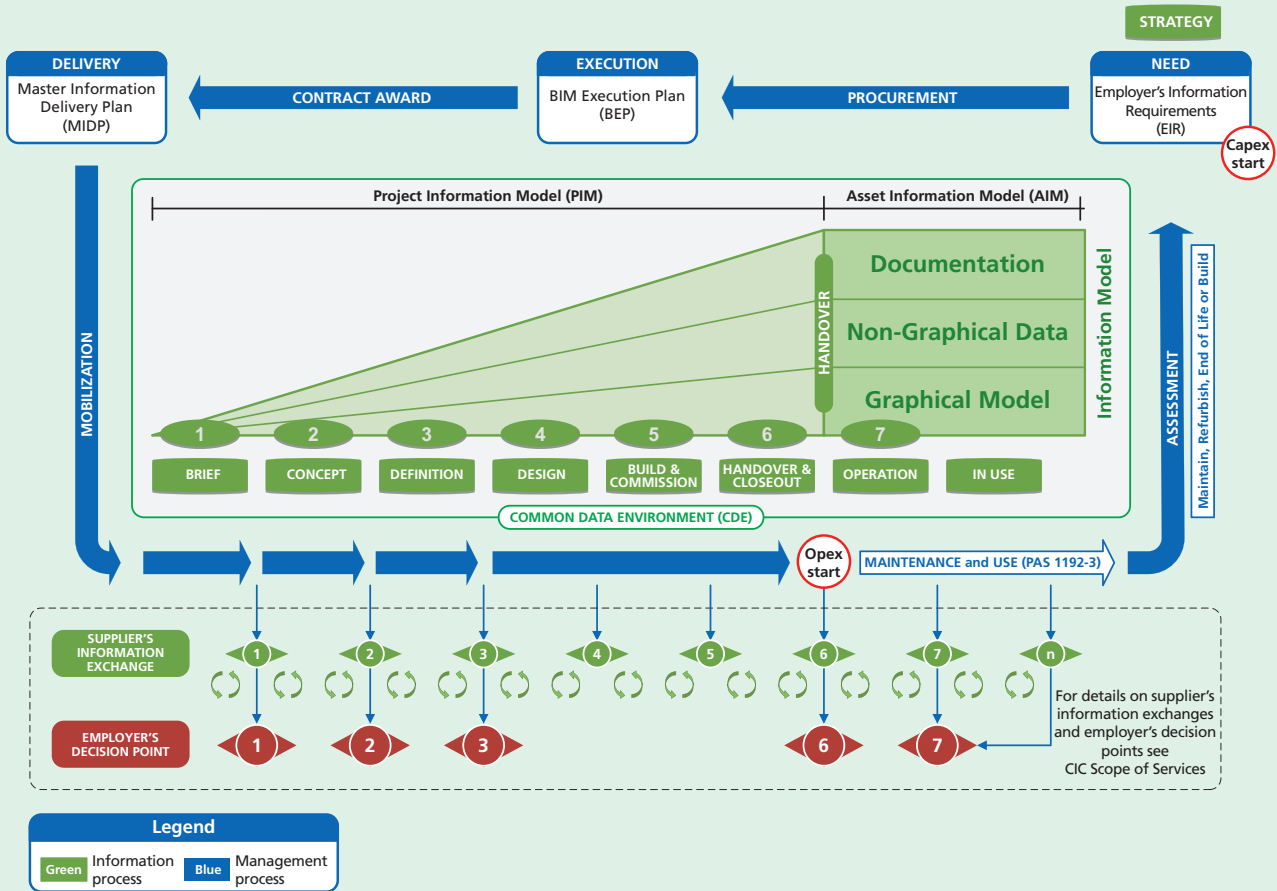 STRATEGY
DELIVERY
Master Information
Delivery Plan
(MIDP)
CONTRACT AWARD
EXECUTION
BIM Execution Plan
(BEP)
PROCUREMENT
NEED
Employer's Information
Requirements
(EIR)
Capex
start
Project Information Model (PIM)
Asset Information Model (AIM)
MOBILIZATION
HANDOVER
Documentation
Non-Graphical Data
Graphical Model
Information Model
ASSESSMENT
Maintain, Refurbish, End of Life or Build
1
2
3
4
5
6
7
BRIEF
CONCEPT
DEFINITION
DESIGN
BUILD &
COMMISSION
HANDOVER &
CLOSEOUT
OPERATION
IN USE
COMMON DATA ENVIRONMENT (CDE)
Opex
start
MAINTENANCE and USE (PAS 1192-3)
SUPPLIER'S
INFORMATION
EXCHANGE
1
2
3
4
5
6
7
n
EMPLOYER'S
DECISION POINT
1
2
3
6
7
For details on supplier's
information exchanges
and employer's decision
points see
CIC Scope of Services
Legend
Green
Information
process
Blue
Management
process